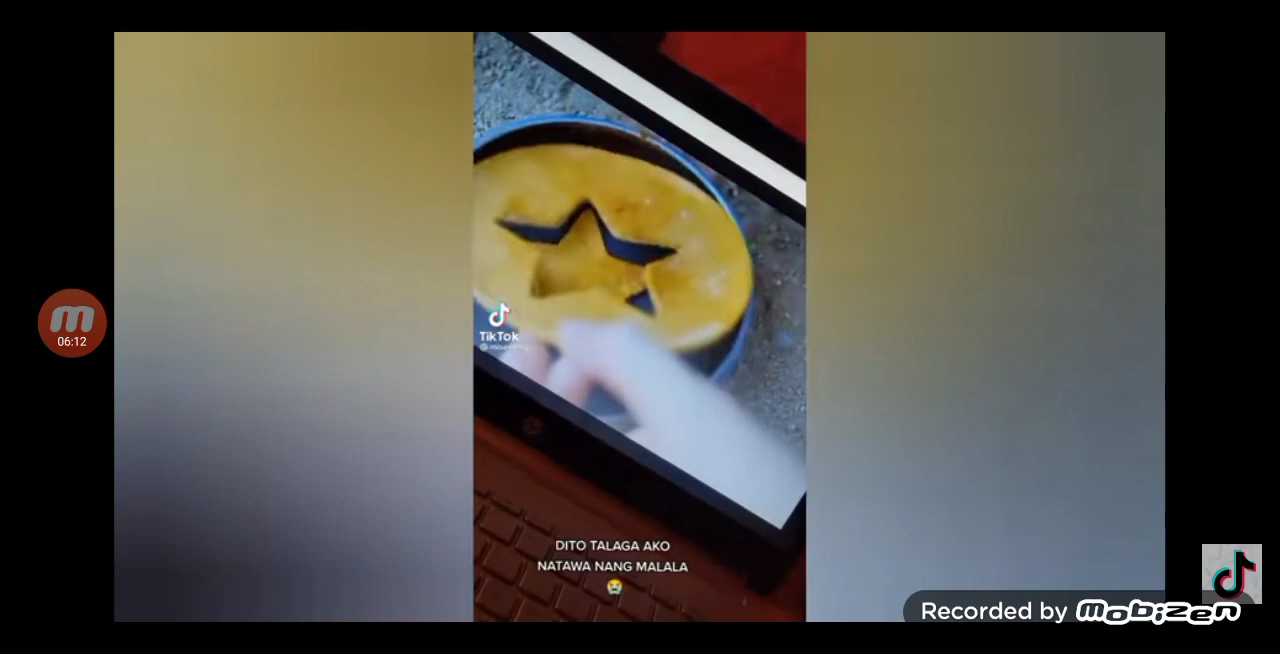 06:12
TikTok
DITO TALAGA AKO
NATAWA NANG MALALA
Recorded by mobizen